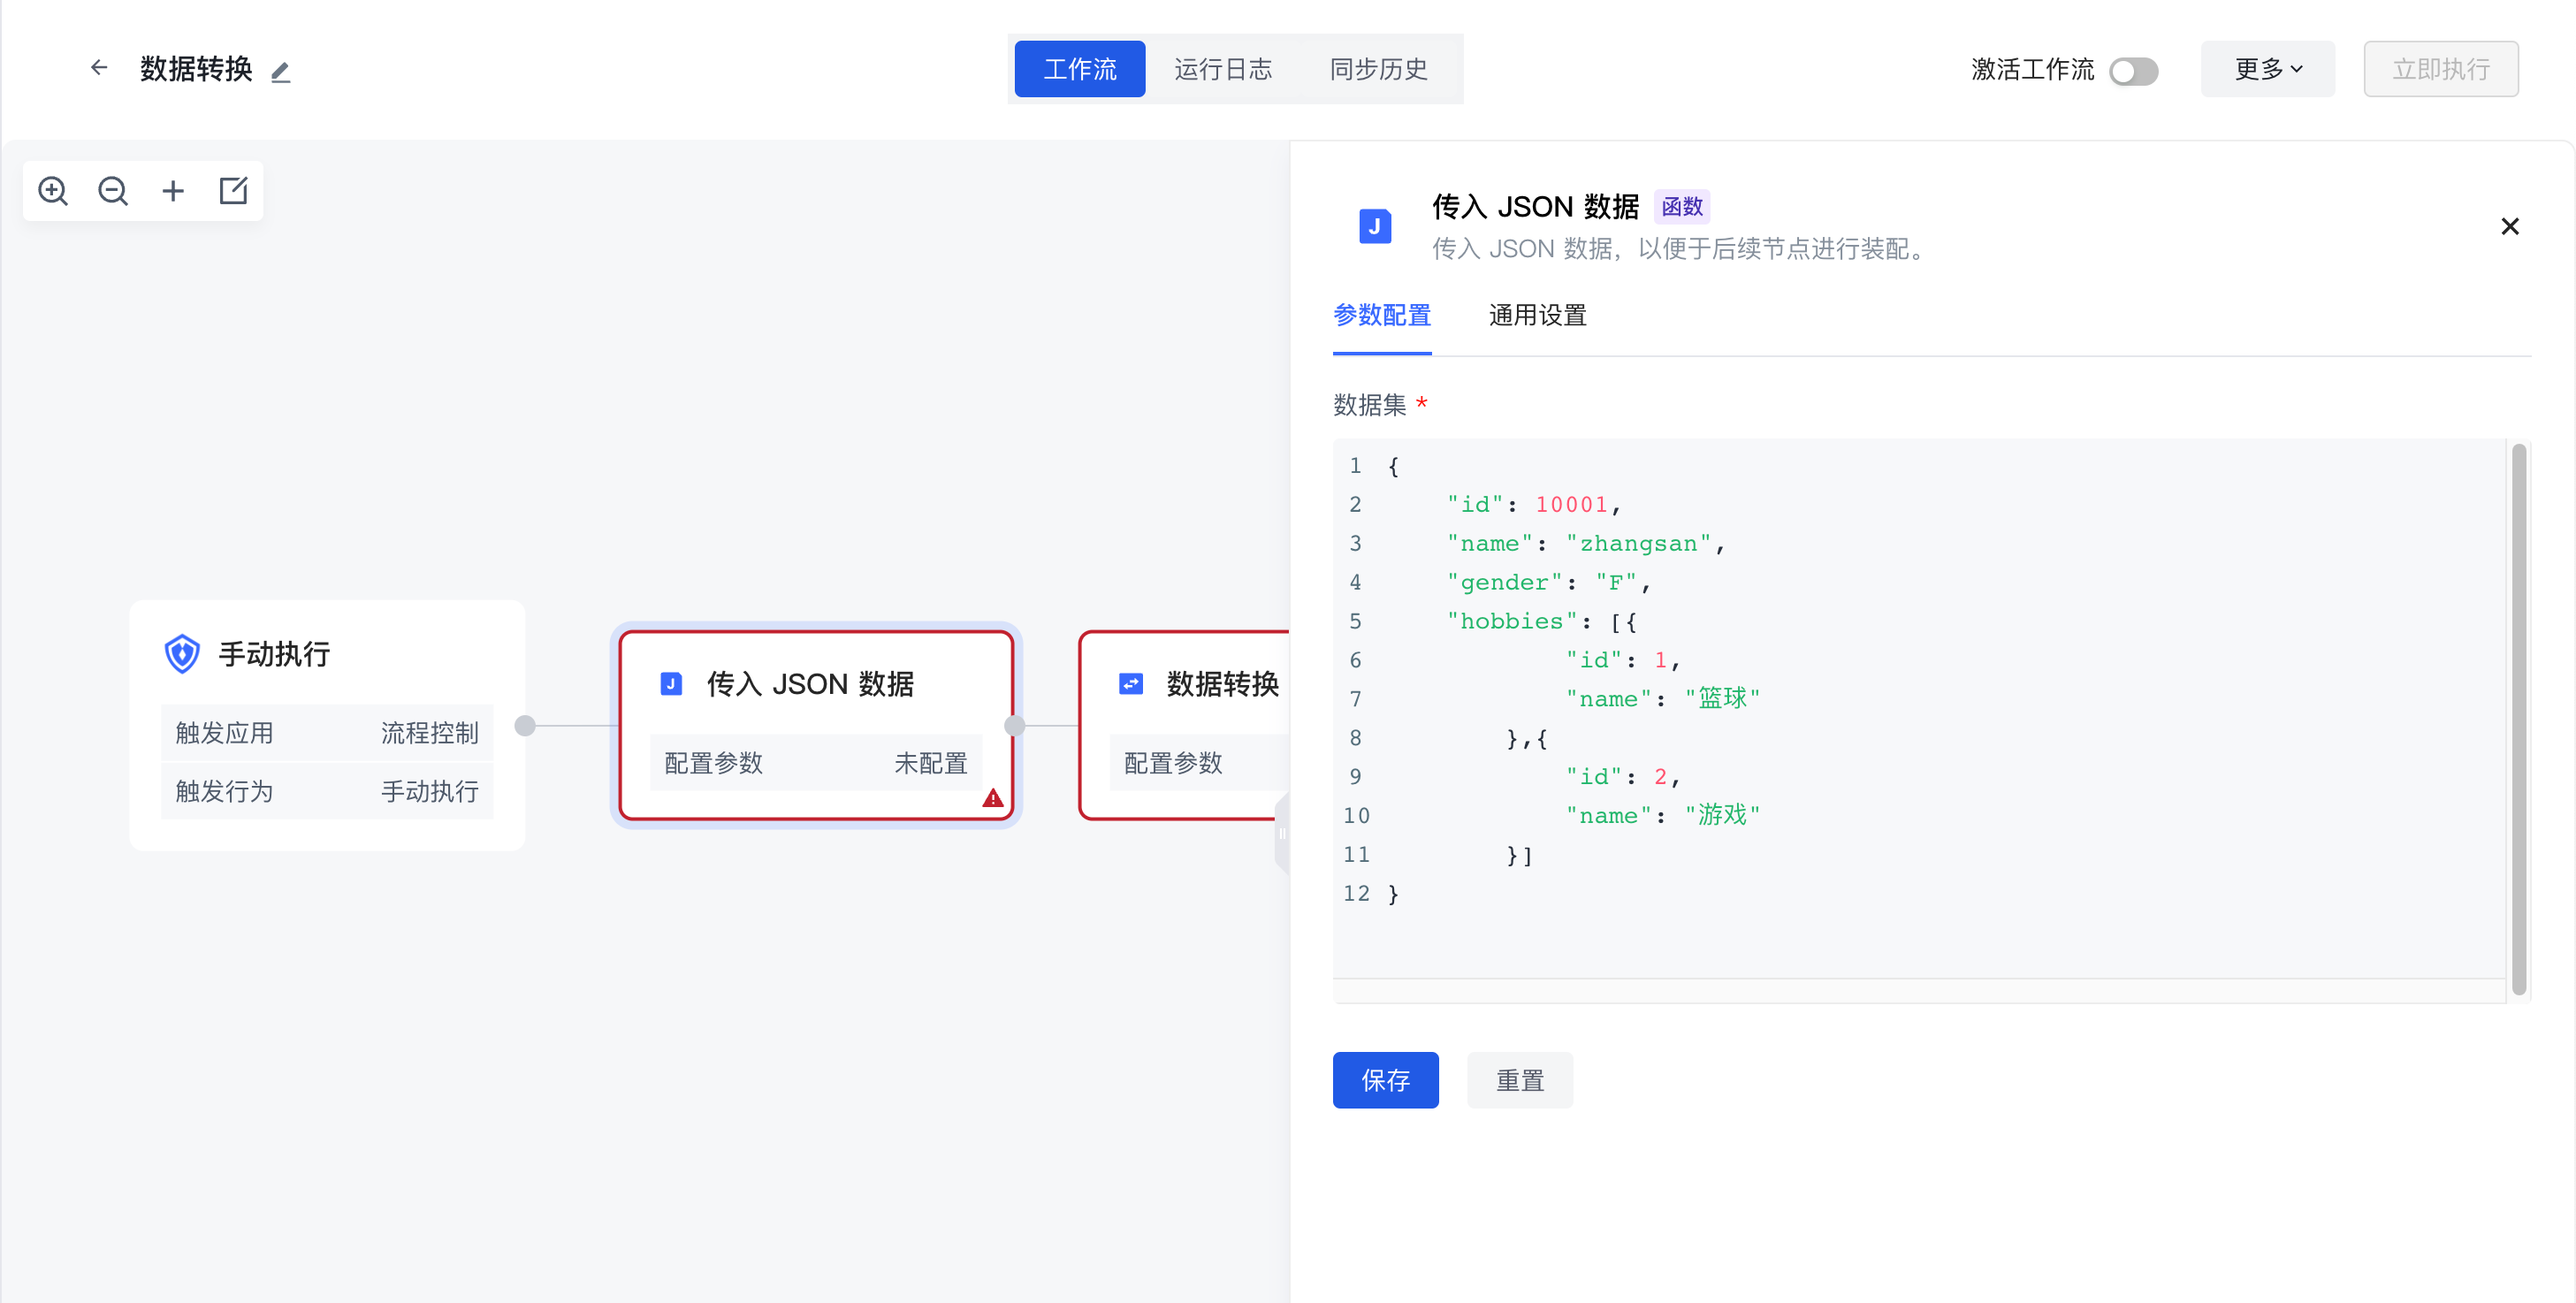 数据转换
工作流 运行日志 同步历史
激活工作流 更多 立即执行
手动执行
触发应用 流程控制
触发行为 手动执行
J 传入 JSON 数据
配置参数 未配置
数据转换
配置参数
J 传入 JSON 数据 函数
传入 JSON 数据，以便于后续节点进行装配。
参数配置 通用设置
数据集 *
1 {
2 "id": 10001,
3 "name": "zhangsan",
4 "gender": "F",
5 "hobbies": [{
6 "id": 1,
7 "name": "篮球"
8 },{
9 "id": 2,
10 "name": "游戏"
11 }]
12 }
保存 重置